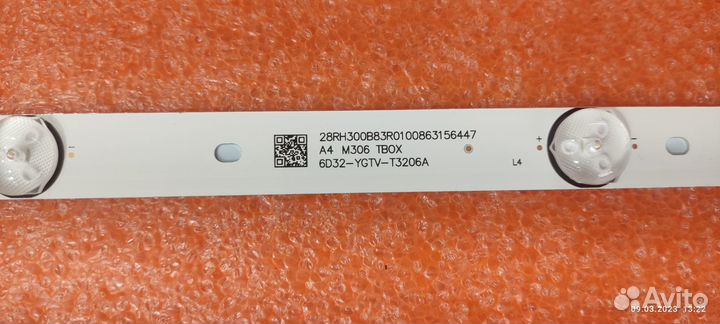 28RH300B83R0100863156447
A4 M306 TBOX
6D32-YGTV-T3206A
- + L4 -
Avito
09.03.2023 13:22